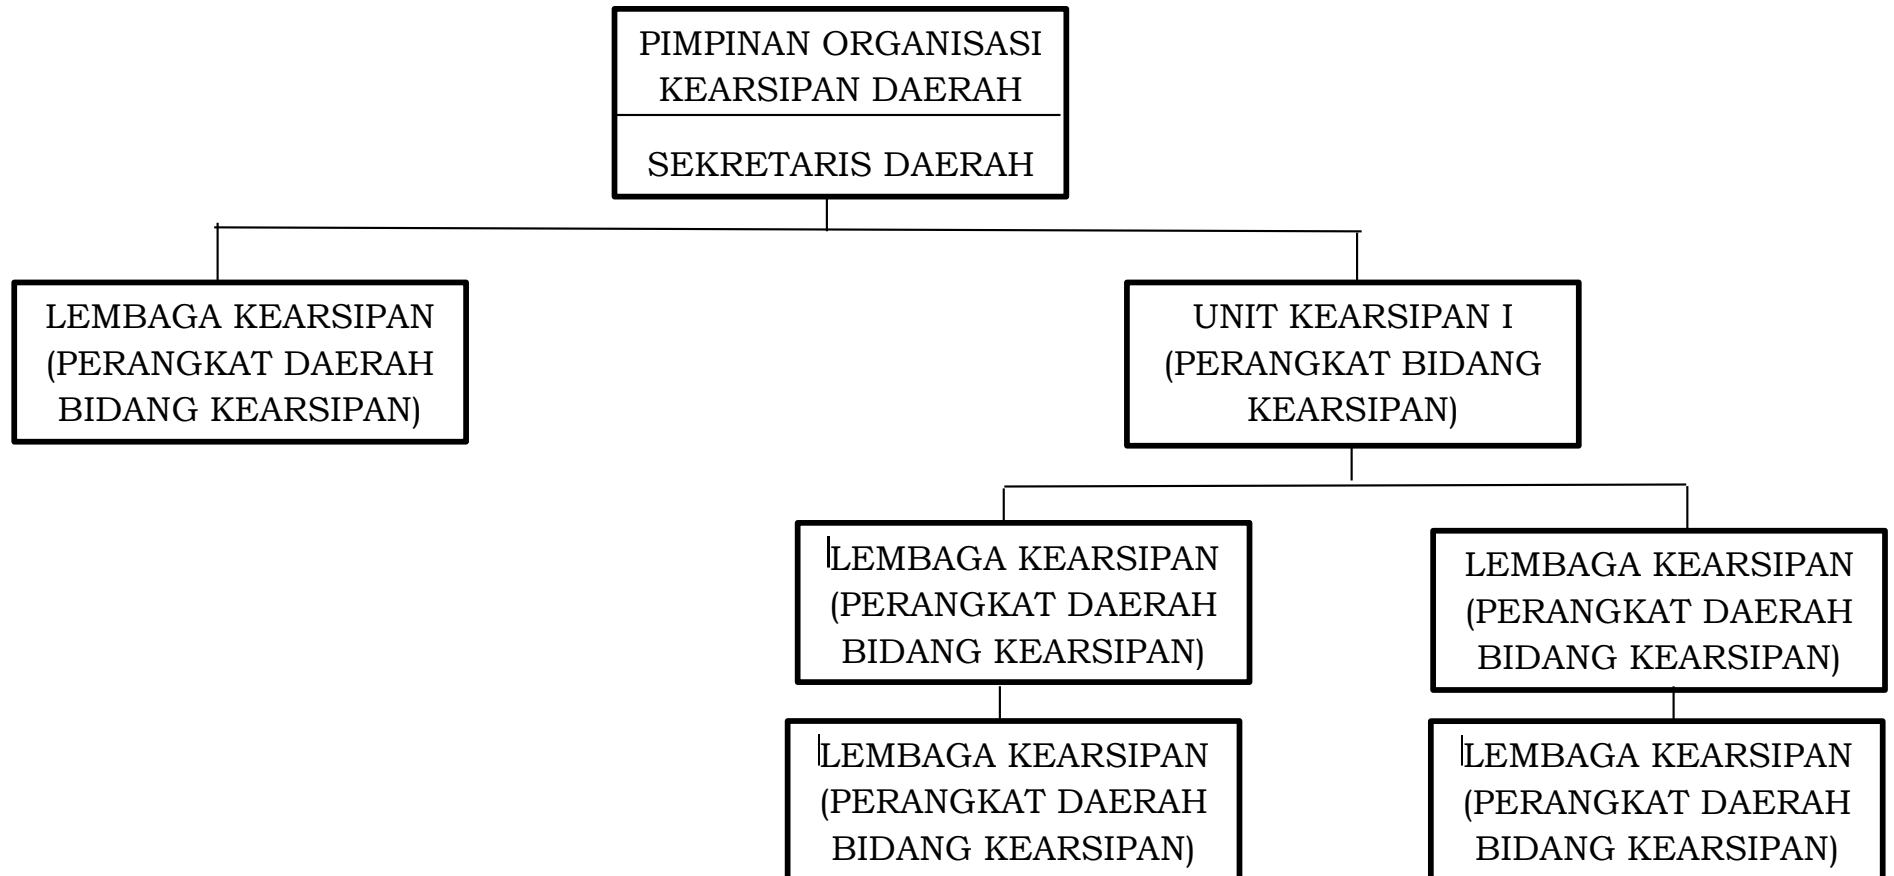 PIMPINAN ORGANISASI
KEARSIPAN DAERAH
SEKRETARIS DAERAH
LEMBAGA KEARSIPAN
(PERANGKAT DAERAH
BIDANG KEARSIPAN)
UNIT KEARSIPAN I
(PERANGKAT BIDANG
KEARSIPAN)
LEMBAGA KEARSIPAN
(PERANGKAT DAERAH
BIDANG KEARSIPAN)
LEMBAGA KEARSIPAN
(PERANGKAT DAERAH
BIDANG KEARSIPAN)
LEMBAGA KEARSIPAN
(PERANGKAT DAERAH
BIDANG KEARSIPAN)
LEMBAGA KEARSIPAN
(PERANGKAT DAERAH
BIDANG KEARSIPAN)